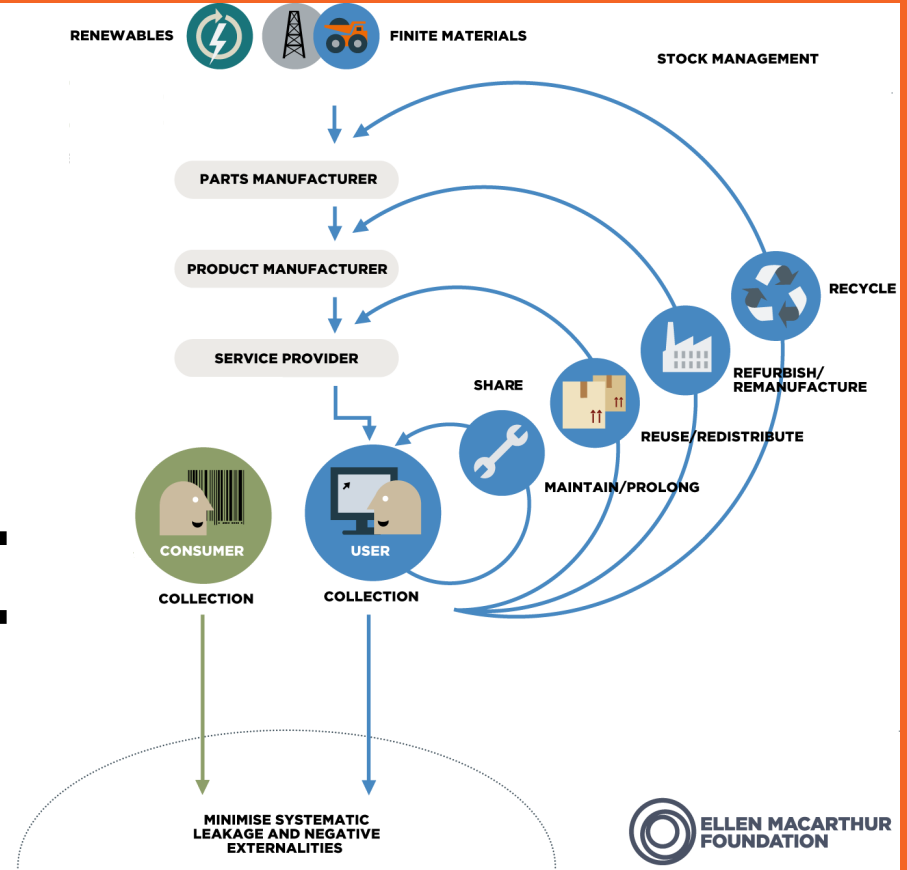 RENEWABLES
FINITE MATERIALS
STOCK MANAGEMENT
PARTS MANUFACTURER
PRODUCT MANUFACTURER
RECYCLE
SERVICE PROVIDER
REFURBISH/
REMANUFACTURE
SHARE
REUSE/REDISTRIBUTE
MAINTAIN/PROLONG
CONSUMER
USER
COLLECTION
COLLECTION
MINIMISE SYSTEMATIC
LEAKAGE AND NEGATIVE
EXTERNALITIES
ELLEN MACARTHUR
FOUNDATION